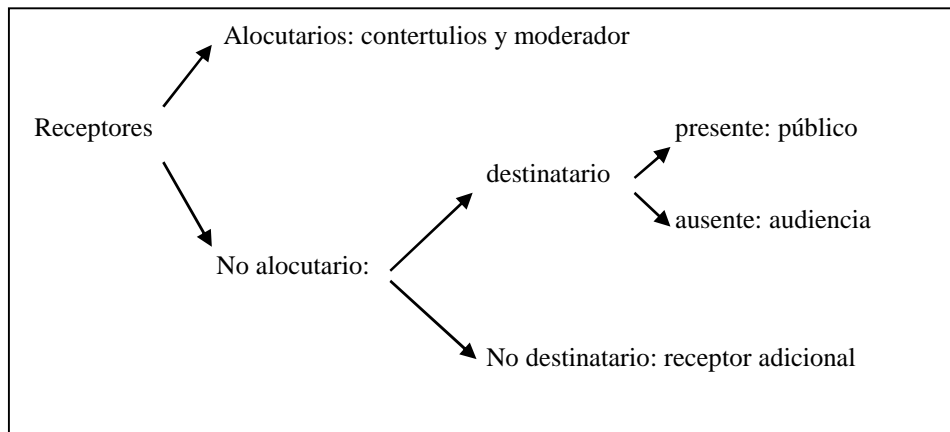 Alocutarios: contertulios y moderador
Receptores
presente: público
destinatario
ausente: audiencia
No alocutario:
No destinatario: receptor adicional